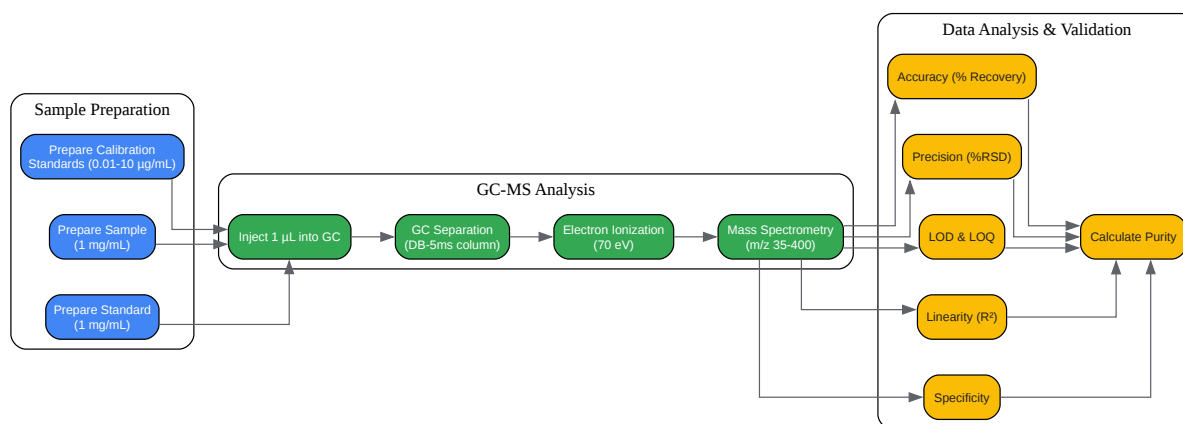 Sample Preparation
Prepare Calibration
Standards (0.01-10 µg/mL)
Prepare Sample
(1 mg/mL)
Prepare Standard
(1 mg/mL)
GC-MS Analysis
Inject 1 µL into GC
GC Separation
(DB-5ms column)
Electron Ionization
(70 eV)
Mass Spectrometry
(m/z 35-400)
Data Analysis & Validation
Accuracy (% Recovery)
Precision (%RSD)
LOD & LOQ
Linearity (R²)
Specificity
Calculate Purity